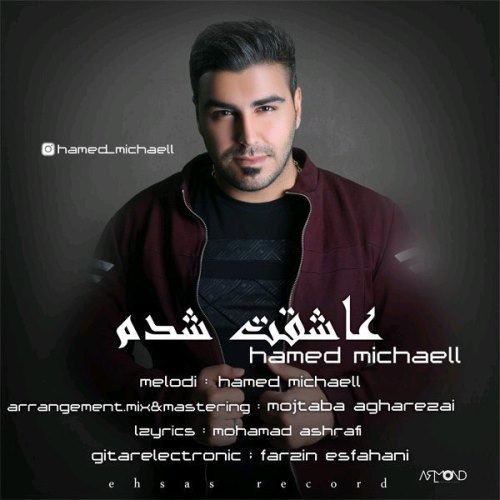 hamed_michaell
عاشقت شدم
hamed michaell
melodi : hamed michaell
arrangement.mix&mastering : mojtaba agharezai
lzyrics : mohamad ashrafi
gitarelectronic : farzin esfahani
ARMOND
ehsas record